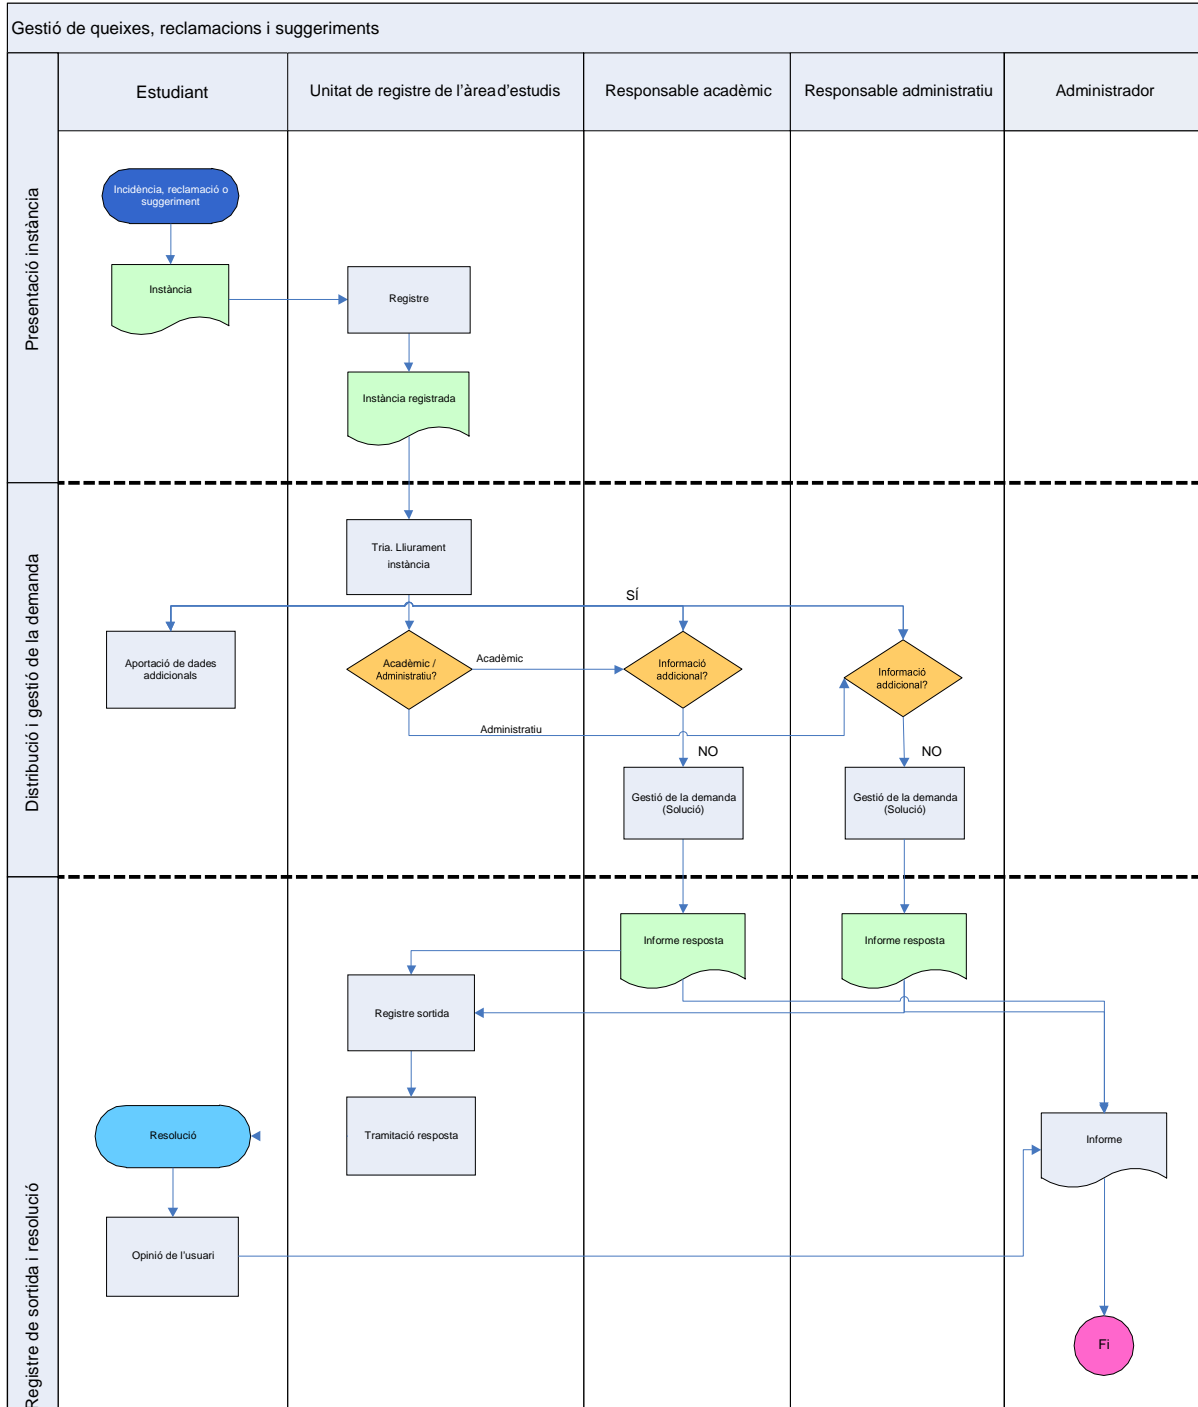 Gestió de queixes, reclamacions i suggeriments
Estudiant
Unitat de registre de l'àrea d'estudis
Responsable acadèmic
Responsable administratiu
Administrador
Presentació instància
Incidència, reclamació o
suggeriment
Instància
Registre
Instància registrada
Distribució i gestió de la demanda
Tria. Lliurament
instància
SÍ
Aportació de dades
addicionals
Acadèmic /
Administratiu?
Acadèmic
Informació
addicional?
Informació
addicional?
Administratiu
NO
NO
Gestió de la demanda
(Solució)
Gestió de la demanda
(Solució)
Registre de sortida i resolució
Informe resposta
Informe resposta
Registre sortida
Resolució
Tramitació resposta
Informe
Opinió de l'usuari
Fi